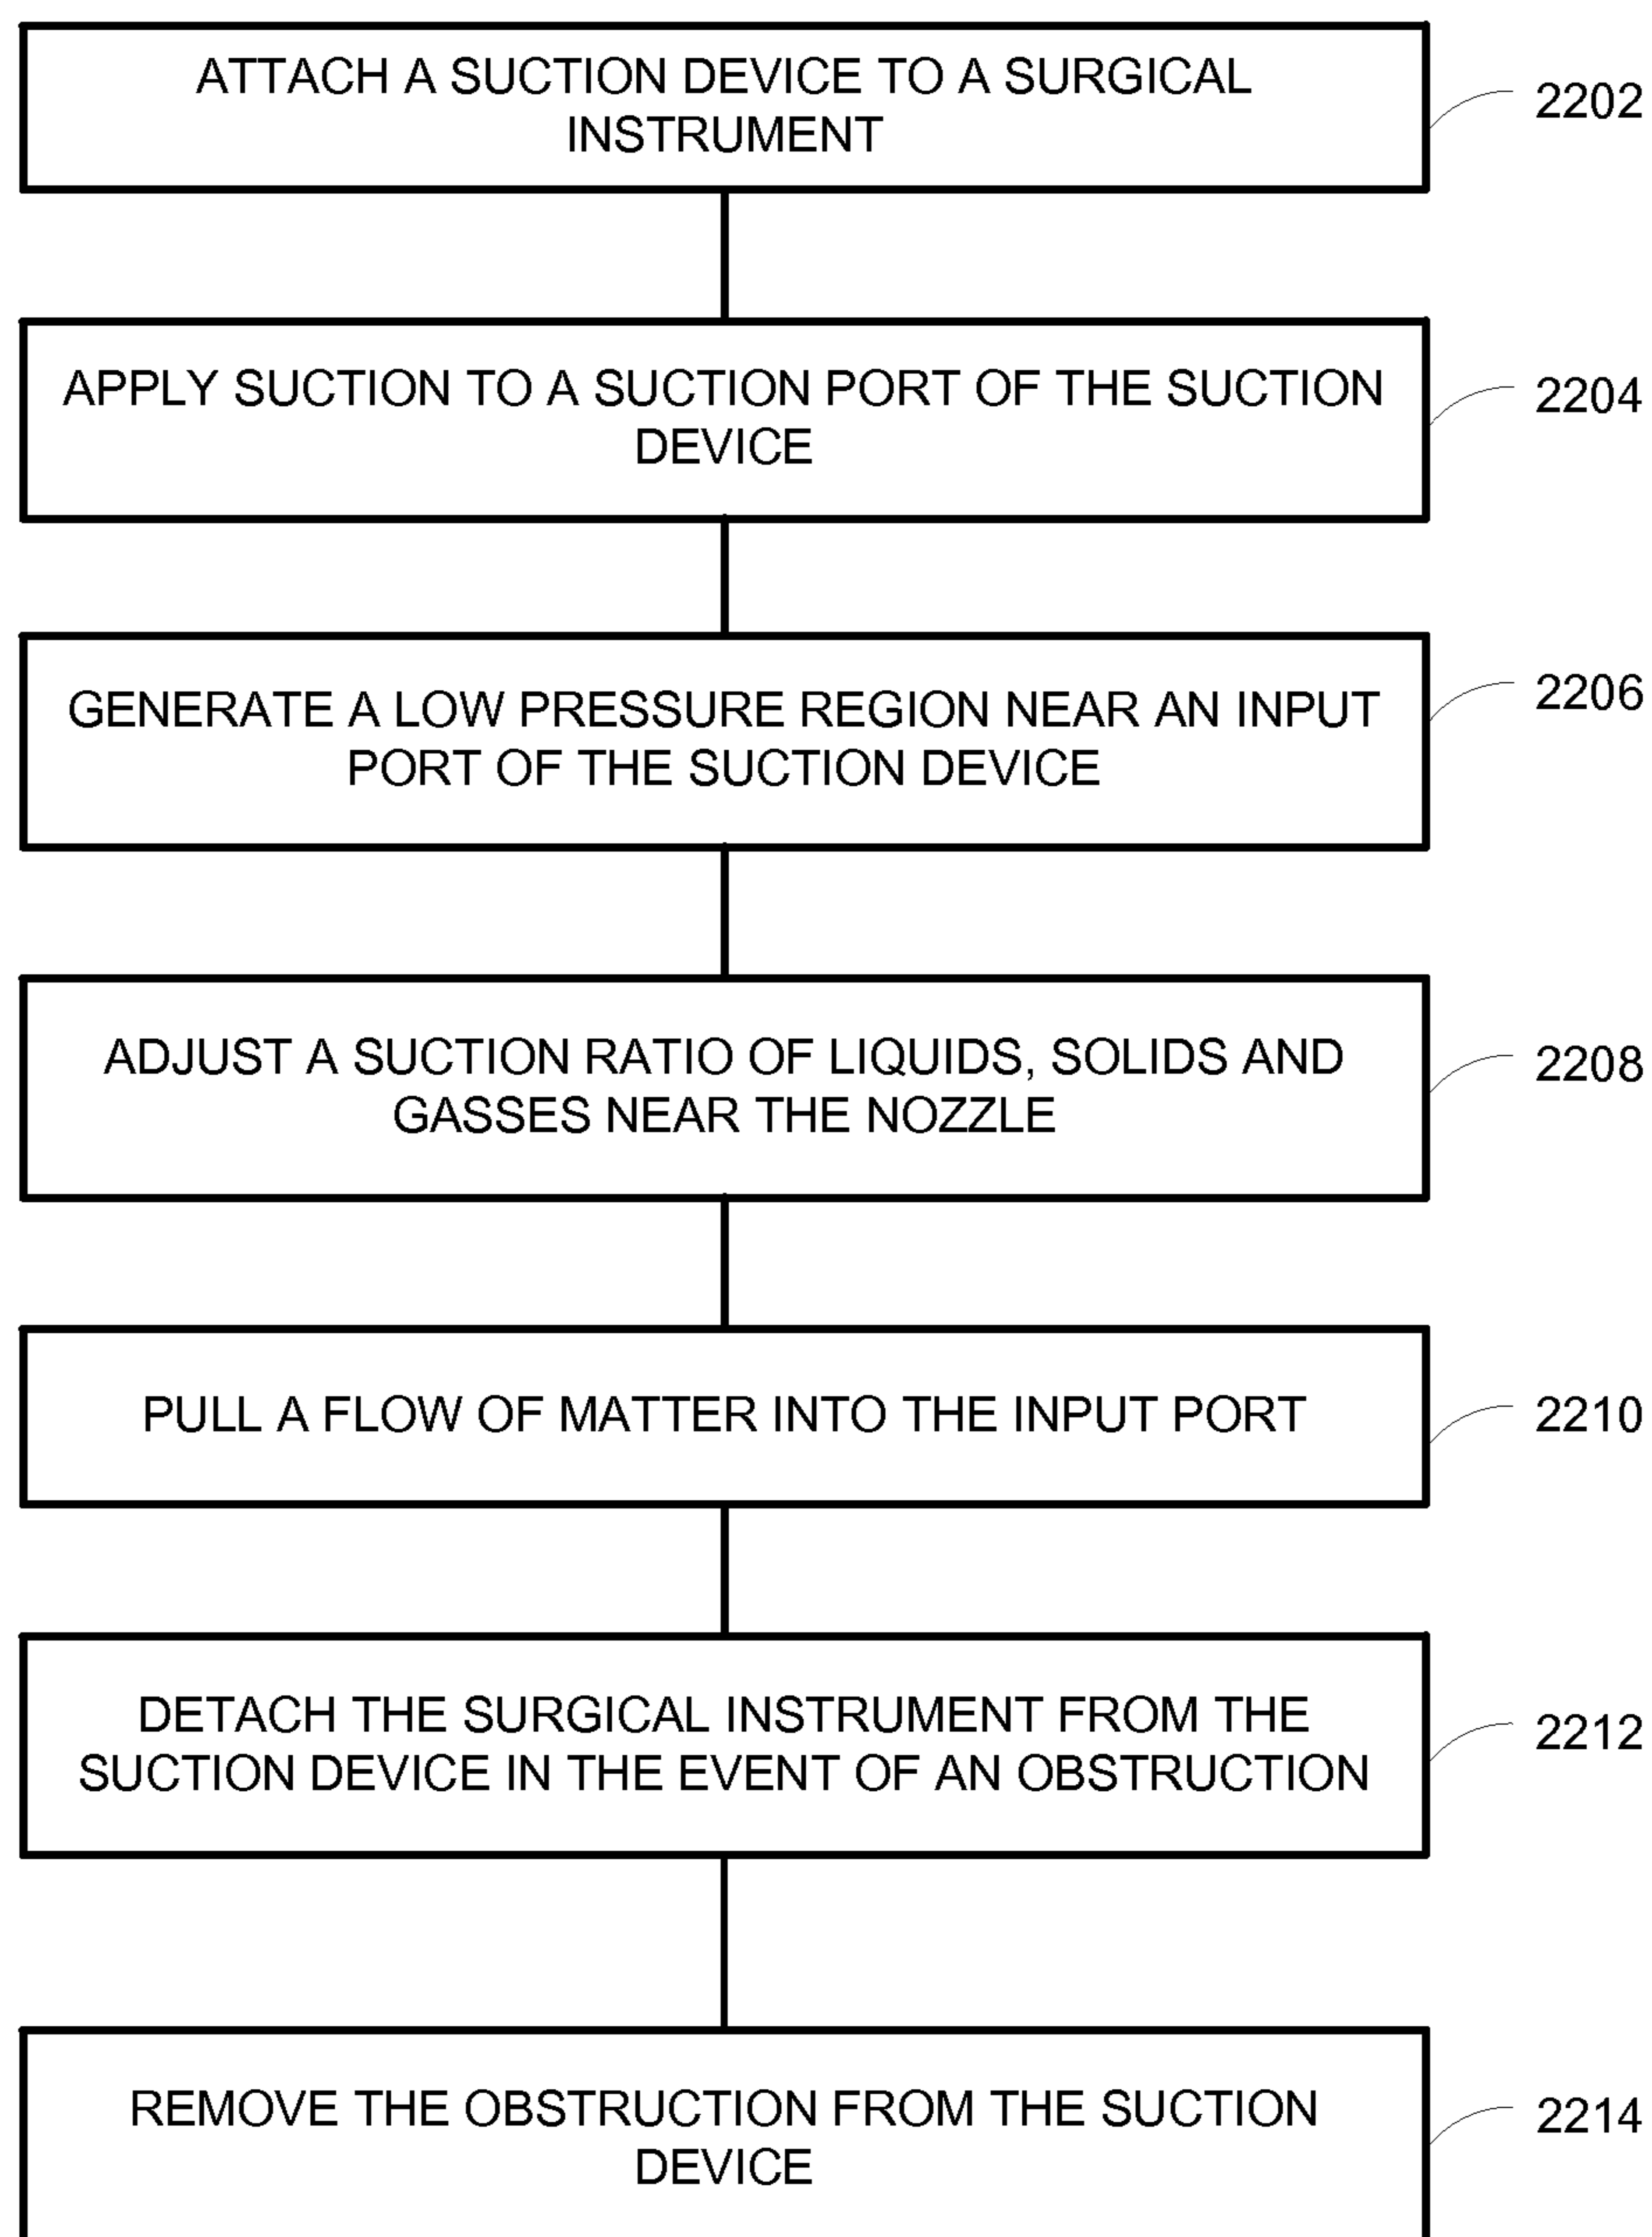 ATTACH A SUCTION DEVICE TO A SURGICAL
INSTRUMENT
2202
APPLY SUCTION TO A SUCTION PORT OF THE SUCTION
DEVICE
2204
GENERATE A LOW PRESSURE REGION NEAR AN INPUT
PORT OF THE SUCTION DEVICE
2206
ADJUST A SUCTION RATIO OF LIQUIDS, SOLIDS AND
GASSES NEAR THE NOZZLE
2208
PULL A FLOW OF MATTER INTO THE INPUT PORT
2210
DETACH THE SURGICAL INSTRUMENT FROM THE
SUCTION DEVICE IN THE EVENT OF AN OBSTRUCTION
2212
REMOVE THE OBSTRUCTION FROM THE SUCTION
DEVICE
2214